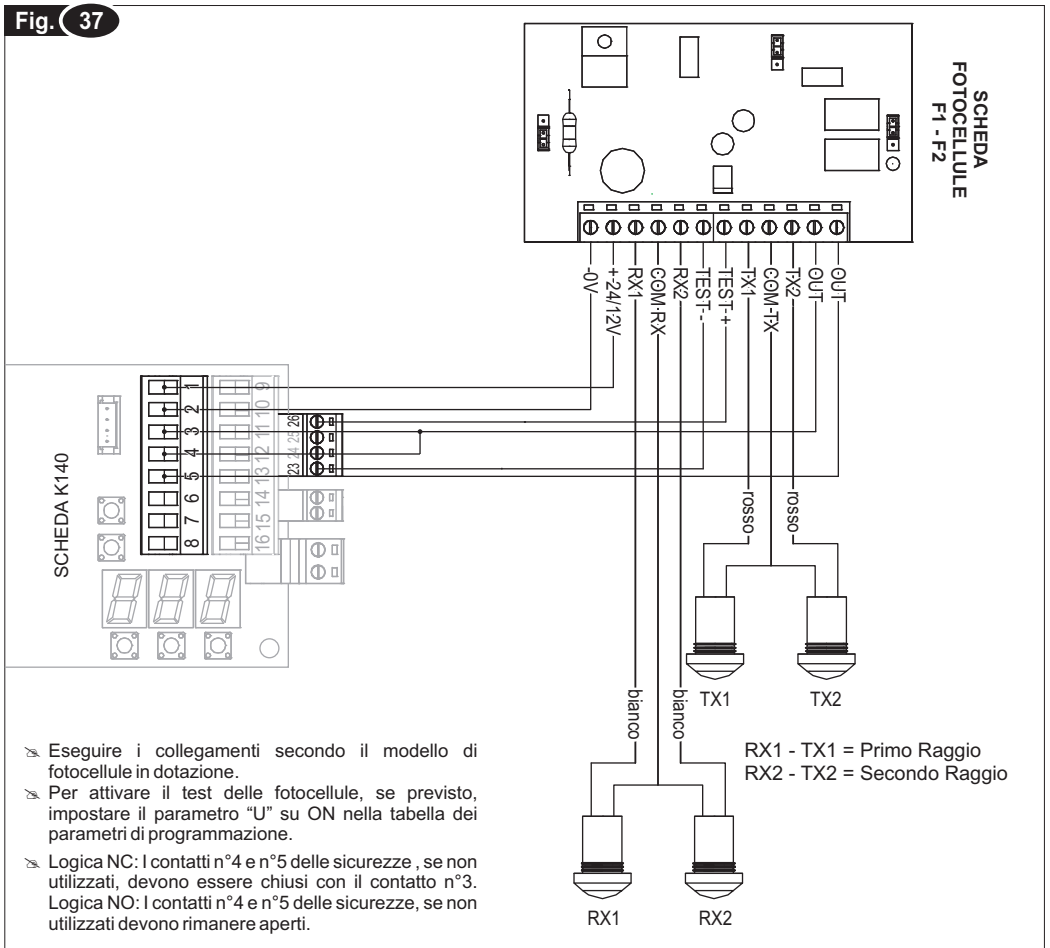 Fig. 37
SCHEDA
FOTOCELLULE
F1 - F2
-0V
+-24/12V
RX1
COM-RX
RX2
TEST--
TEST-+
TX1
COM-TX
TX2
OUT
OUT
1
2
3
4
5
6
7
8
9
10
11
12
13
14
15
16
26
25
24
23
SCHEDA K140
rosso
rosso
TX1
TX2
bianco
bianco
RX1 - TX1 = Primo Raggio
RX2 - TX2 = Secondo Raggio
RX1
RX2
Eseguire i collegamenti secondo il modello di
fotocellule in dotazione.
Per attivare il test delle fotocellule, se previsto,
impostare il parametro “U” su ON nella tabella dei
parametri di programmazione.
Logica NC: I contatti n°4 e n°5 delle sicurezze , se non
utilizzati, devono essere chiusi con il contatto n°3.
Logica NO: I contatti n°4 e n°5 delle sicurezze, se non
utilizzati devono rimanere aperti.